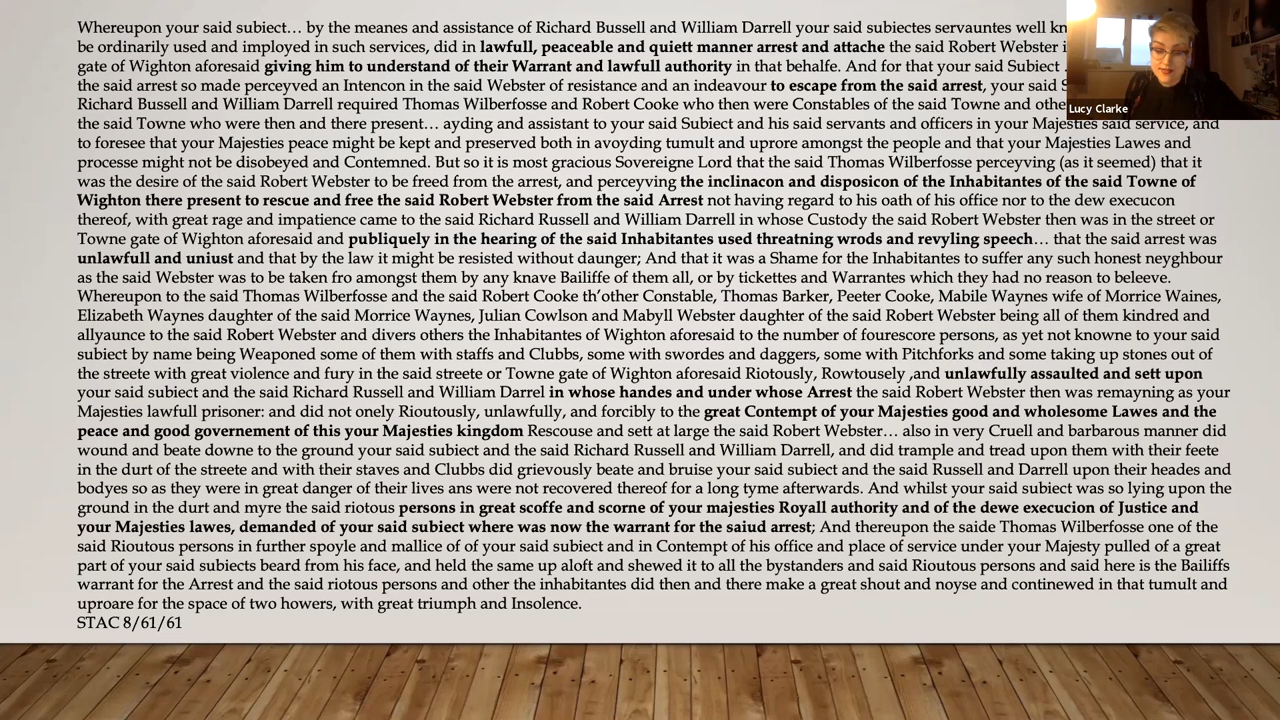 Whereupon your said subiect… by the meanes and assistance of Richard Bussell and William Darrell your said subiectes servauntes well
be ordinarily used and imployed in such services, did in lawfull, peaceable and quiett manner arrest and attache the said Robert Webster
gate of Wighton aforesaid giving him to understand of their Warrant and lawfull authority in that behalfe. And for that your said Subiect
the said arrest so made perceyved an Intencon in the said Webster of resistance and an indeavour to escape from the said arrest, your said
Richard Bussell and William Darrell required Thomas Wilberfosse and Robert Cooke who then were Constables of the said Towne and
the said Towne who were then and there present… ayding and assistant to your said Subiect and his said servants and officers in your Majesties said service, and
to foresee that your Majesties peace might be kept and preserved both in avoyding tumult and uprore amongst the people and that your Majesties Lawes and
processe might not be disobeyed and Contemned. But so it is most gracious Sovereigne Lord that the said Thomas Wilberfosse perceyving (as it seemed) that it
was the desire of the said Robert Webster to be freed from the arrest, and perceyving the inclinacon and disposicon of the Inhabitantes of the said Towne of
Wighton there present to rescue and free the said Robert Webster from the said Arrest not having regard to his oath of his office nor to the dew execucon
thereof, with great rage and impatience came to the said Richard Russell and William Darrell in whose Custody the said Robert Webster then was in the street or
Towne gate of Wighton aforesaid and publiquely in the hearing of the said Inhabitantes used threatning wrods and revyling speech… that the said arrest was
unlawfull and uniust and that by the law it might be resisted without daunger; And that it was a Shame for the Inhabitantes to suffer any such honest neyghbour
as the said Webster was to be taken fro amongst them by any knave Bailiffe of them all, or by tickettes and Warrantes which they had no reason to beleeve.
Whereupon to the said Thomas Wilberfosse and the said Robert Cooke th’other Constable, Thomas Barker, Peeter Cooke, Mabile Waynes wife of Morrice Waines,
Elizabeth Waynes daughter of the said Morrice Waynes, Julian Cowlson and Mabyll Webster daughter of the said Robert Webster being all of them kindred and
allyaunce to the said Robert Webster and divers others the Inhabitants of Wighton aforesaid to the number of fourescore persons, as yet not knowne to your said
subiect by name being Weaponed some of them with staffs and Clubbs, some with swordes and daggers, some with Pitchforks and some taking up stones out of
the streete with great violence and fury in the said streete or Towne gate of Wighton aforesaid Riotously, Rowtousely ,and unlawfully assaulted and sett upon
your said subiect and the said Richard Russell and William Darrel in whose handes and under whose Arrest the said Robert Webster then was remayning as your
Majesties lawfull prisoner: and did not onely Rioutously, unlawfully, and forcibly to the great Contempt of your Majesties good and wholesome Lawes and the
peace and good governement of this your Majesties kingdom Rescouse and sett at large the said Robert Webster… also in very Cruell and barbarous manner did
wound and beate downe to the ground your said subiect and the said Richard Russell and William Darrell, and did trample and tread upon them with their feete
in the durt of the streete and with their staves and Clubbs did grievously beate and bruise your said subiect and the said Russell and Darrell upon their heades and
bodyes so as they were in great danger of their lives ans were not recovered thereof for a long tyme afterwards. And whilst your said subiect was so lying upon the
ground in the durt and myre the said riotous persons in great scoffe and scorne of your majesties Royall authority and of the dewe execucion of Justice and
your Majesties lawes, demanded of your said subiect where was now the warrant for the saiud arrest; And thereupon the saide Thomas Wilberfosse one of the
said Rioutous persons in further spoyle and mallice of of your said subiect and in Contempt of his office and place of service under your Majesty pulled of a great
part of your said subiects beard from his face, and held the same up aloft and shewed it to all the bystanders and said Rioutous persons and said here is the Bailiffs
warrant for the Arrest and the said riotous persons and other the inhabitantes did then and there make a great shout and noyse and continewed in that tumult and
uproare for the space of two howers, with great triumph and Insolence.
STAC 8/61/61
Lucy Clarke